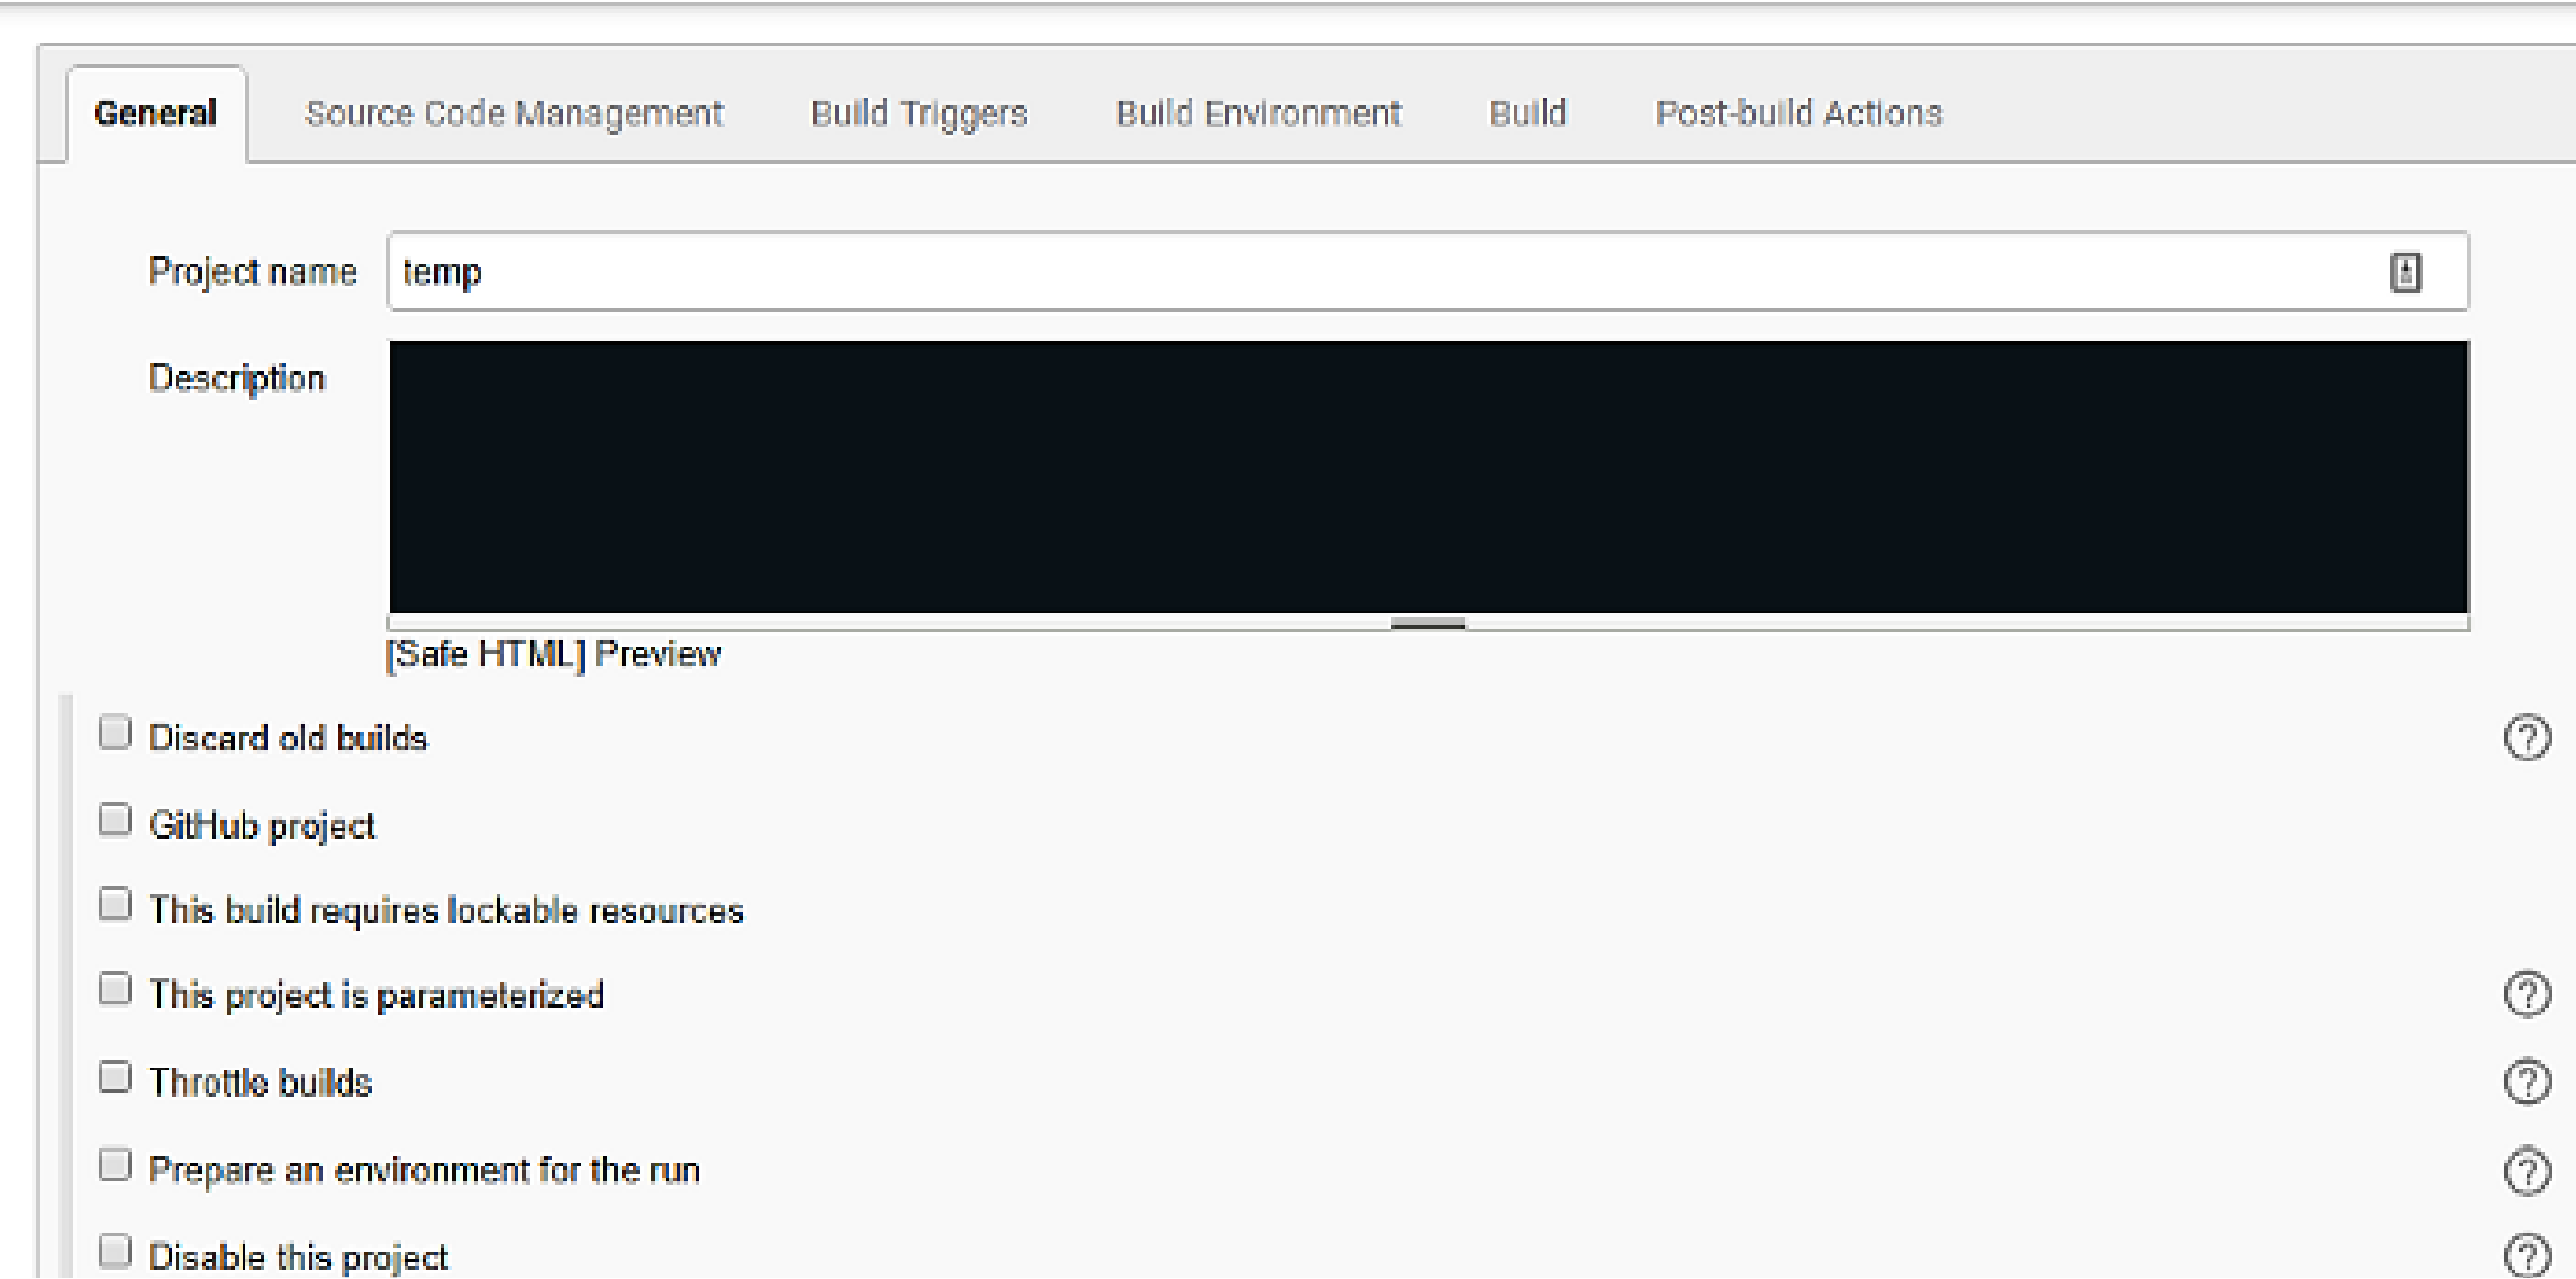 General Source Code Management Build Triggers Build Environment Build Post-build Actions
Project name temp
Description
[Safe HTML] Preview
Discard old builds ?
GitHub project
This build requires lockable resources
This project is parameterized ?
Throttle builds ?
Prepare an environment for the run ?
Disable this project ?